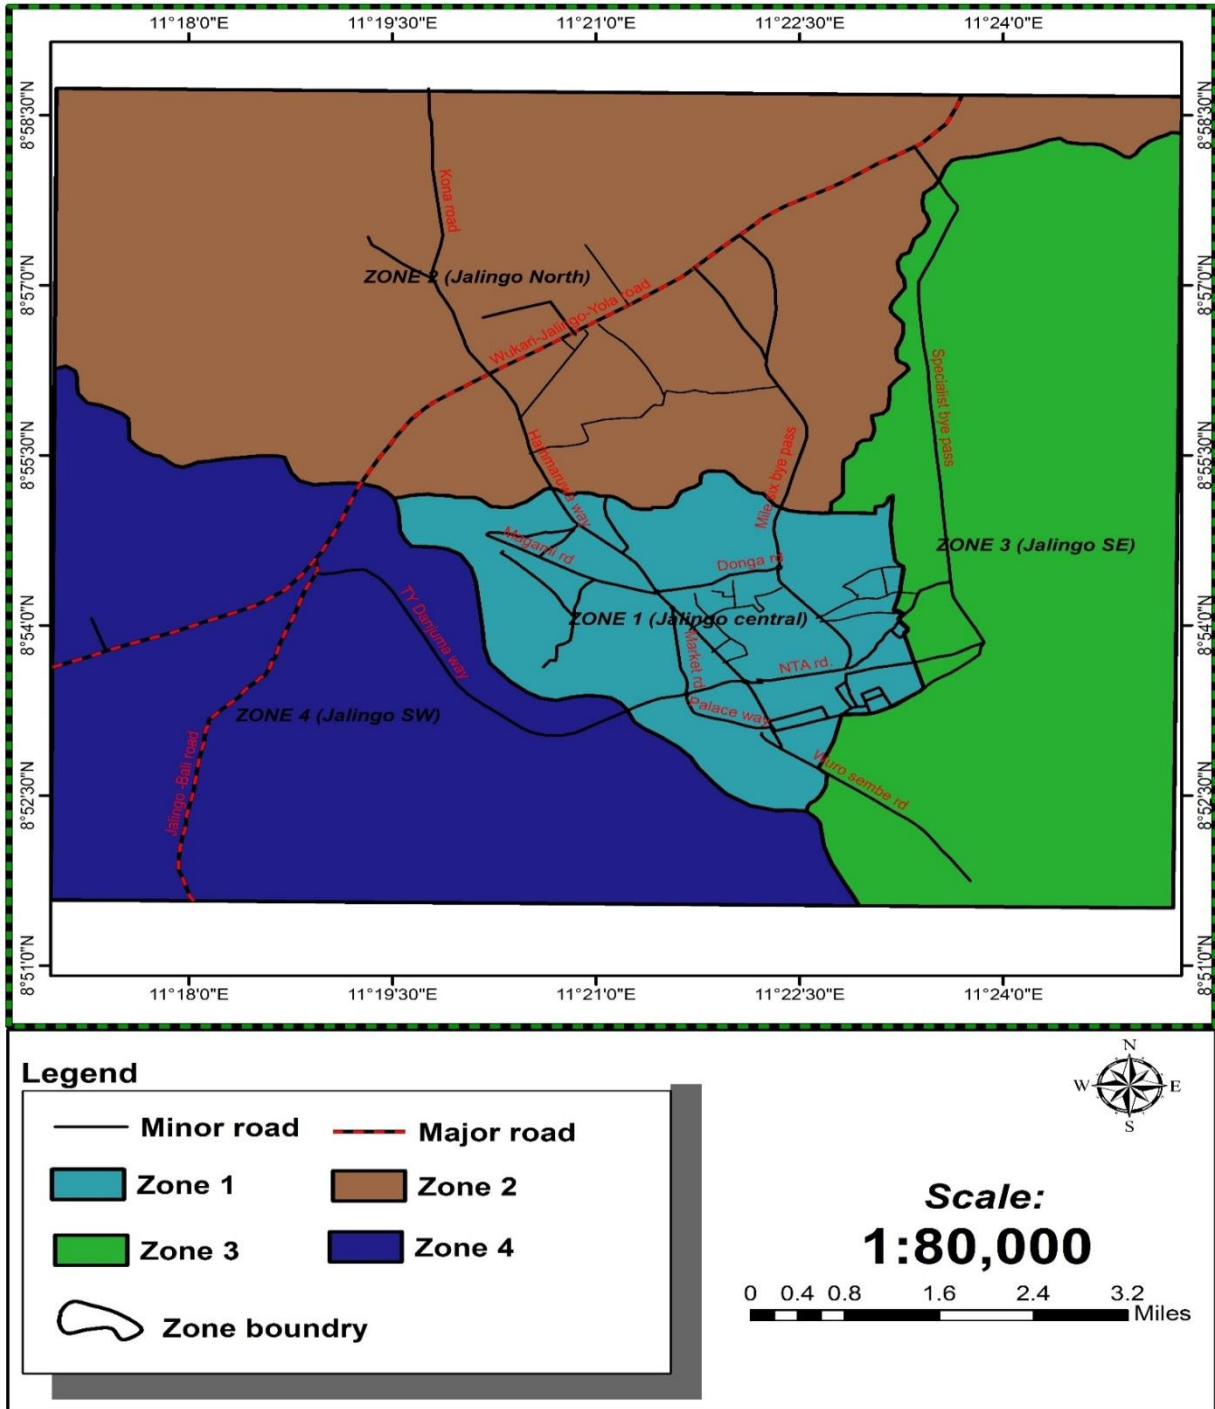 11°18'0"E 11°19'30"E 11°21'0"E 11°22'30"E 11°24'0"E
8°58'30"N 8°58'30"N
Kona road
ZONE 2 (Jalingo North)
8°57'0"N 8°57'0"N
Wukari-Jalingo-Yola road
Specialist bye pass
8°55'30"N 8°55'30"N
Hammaruwa way
Mile six bye pass
Magami rd
Donga rd
ZONE 3 (Jalingo SE)
TY Danjuma way
ZONE 1 (Jalingo central)
8°54'0"N 8°54'0"N
Market rd
NTA rd.
ZONE 4 (Jalingo SW)
Palace way
Jalingo -Bali road
Wuro sembe rd
8°52'30"N 8°52'30"N
8°51'0"N 8°51'0"N
11°18'0"E 11°19'30"E 11°21'0"E 11°22'30"E 11°24'0"E
Legend
Minor road Major road
Zone 1 Zone 2
Zone 3 Zone 4
Zone boundry
N
W E
S
Scale:
1:80,000
0 0.4 0.8 1.6 2.4 3.2
Miles